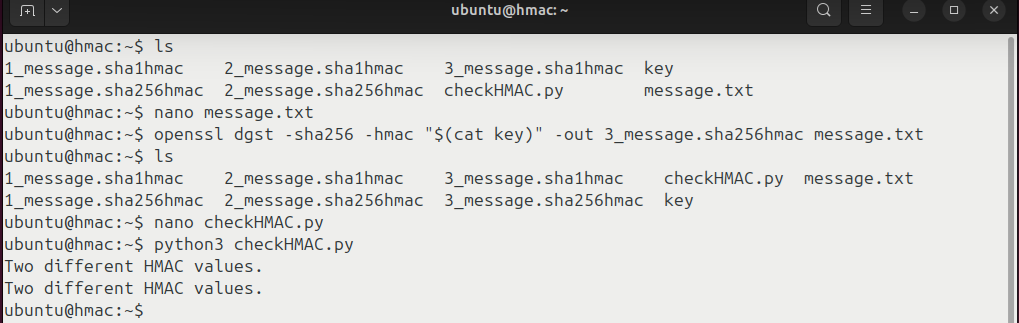 ubuntu@hmac: ~
ubuntu@hmac:~$ ls
1_message.sha1hmac    2_message.sha1hmac    3_message.sha1hmac  key
1_message.sha256hmac  2_message.sha256hmac  checkHMAC.py        message.txt
ubuntu@hmac:~$ nano message.txt
ubuntu@hmac:~$ openssl dgst -sha256 -hmac "$(cat key)" -out 3_message.sha256hmac message.txt
ubuntu@hmac:~$ ls
1_message.sha1hmac    2_message.sha1hmac    3_message.sha1hmac    checkHMAC.py  message.txt
1_message.sha256hmac  2_message.sha256hmac  3_message.sha256hmac  key
ubuntu@hmac:~$ nano checkHMAC.py
ubuntu@hmac:~$ python3 checkHMAC.py
Two different HMAC values.
Two different HMAC values.
ubuntu@hmac:~$